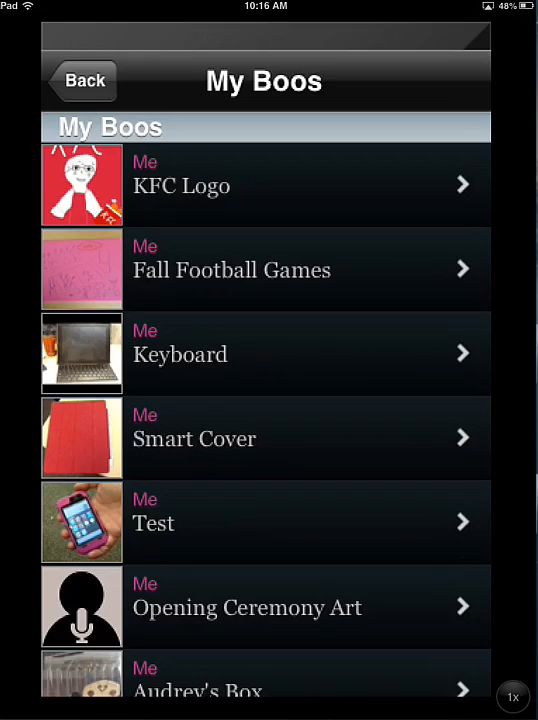 Pad 10:16 AM 48%
Back My Boos
My Boos
Me
KFC Logo
KFC
Me
Fall Football Games
Me
Keyboard
Me
Smart Cover
Me
Test
Me
Opening Ceremony Art
Me
Audrey's Box
1x